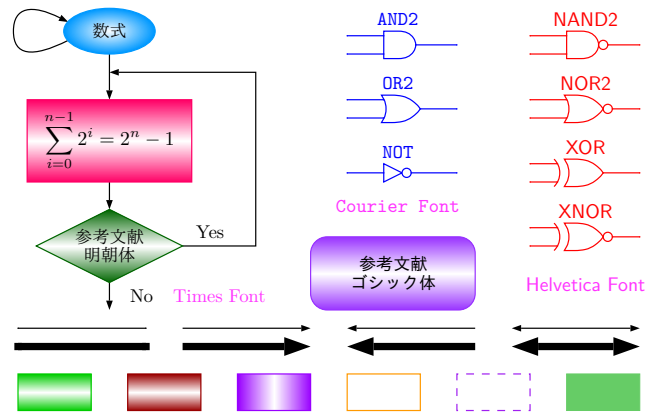 数式
n-1
∑ 2^i = 2^n − 1
i=0
参考文献
明朝体
Yes
No
Times Font
AND2
OR2
NOT
Courier Font
参考文献
ゴシック体
NAND2
NOR2
XOR
XNOR
Helvetica Font